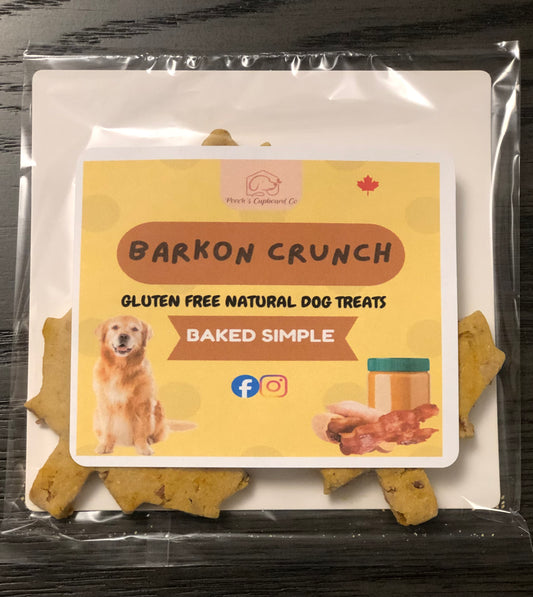 Pooch's Cupboard Co
BARKON CRUNCH
GLUTEN FREE NATURAL DOG TREATS
BAKED SIMPLE